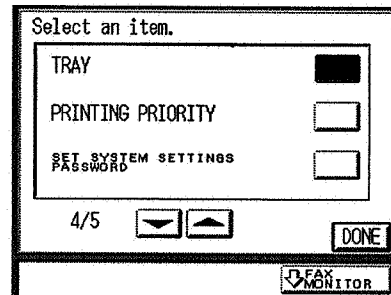 Select an item.
TRAY
PRINTING PRIORITY
SET SYSTEM SETTINGS
PASSWORD
4/5
DONE
FAX
MONITOR